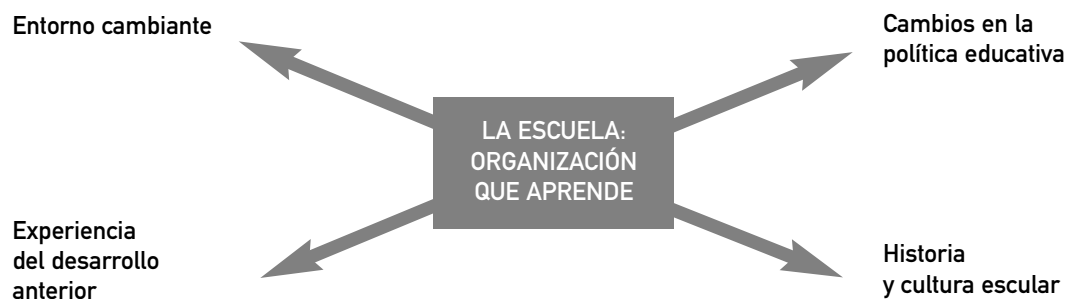 Entorno cambiante
Cambios en la
política educativa
LA ESCUELA:
ORGANIZACIÓN
QUE APRENDE
Experiencia
del desarrollo
anterior
Historia
y cultura escular